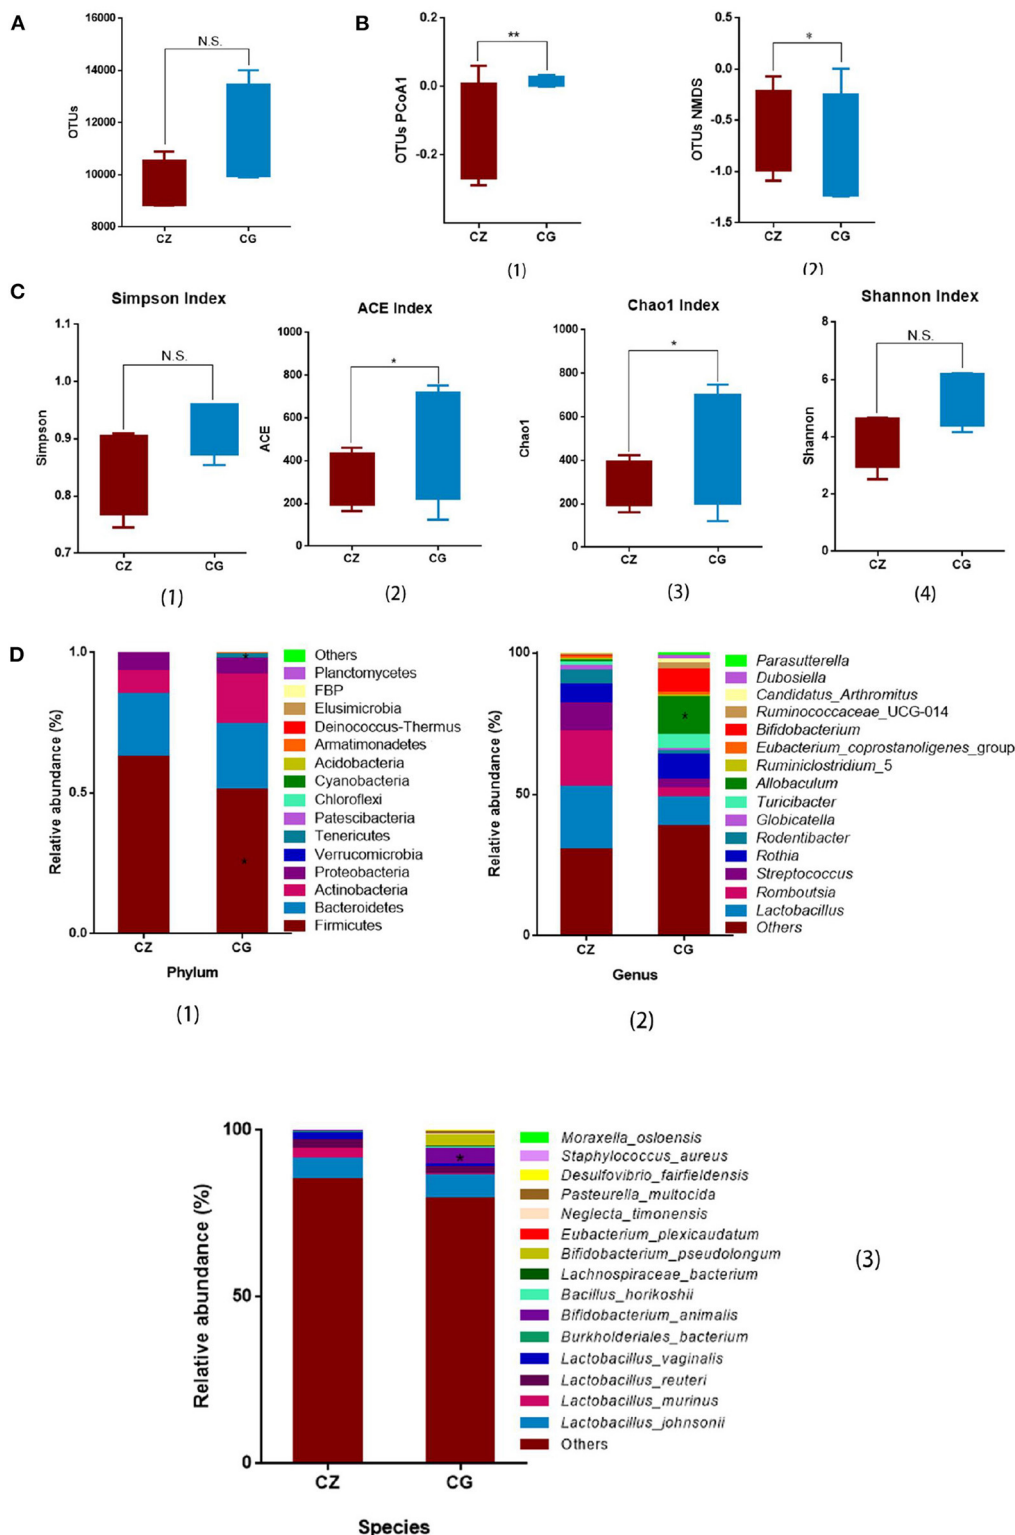 A
16000
14000
12000
10000
8000
OTUs
N.S.
CZ
CG
B
0.2
0.0
-0.2
OTUs PCoA1
**
CZ
CG
(1)
0.5
0.0
-0.5
-1.0
-1.5
OTUs NMDS
*
CZ
CG
(2)
C
Simpson Index
1.1
1.0
0.9
0.8
0.7
Simpson
N.S.
CZ
CG
(1)
ACE Index
1000
800
600
400
200
0
ACE
*
CZ
CG
(2)
Chao1 Index
1000
800
600
400
200
0
Chao1
*
CZ
CG
(3)
Shannon Index
8
6
4
2
0
Shannon
N.S.
CZ
CG
(4)
D
1.0
0.5
0.0
Relative abundance (%)
*
*
CZ
CG
Phylum
(1)
Others
Planctomycetes
FBP
Elusimicrobia
Deinococcus-Thermus
Armatimonadetes
Acidobacteria
Cyanobacteria
Chloroflexi
Patescibacteria
Tenericutes
Verrucomicrobia
Proteobacteria
Actinobacteria
Bacteroidetes
Firmicutes
100
50
0
Relative abundance (%)
*
CZ
CG
Genus
(2)
Parasutterella
Dubosiella
Candidatus_Arthromitus
Ruminococcaceae_UCG-014
Bifidobacterium
Eubacterium_coprostanoligenes_group
Ruminiclostridium_5
Allobaculum
Turicibacter
Globicatella
Rodentibacter
Rothia
Streptococcus
Romboutsia
Lactobacillus
Others
100
50
0
Relative abundance (%)
*
CZ
CG
Species
Moraxella_osloensis
Staphylococcus_aureus
Desulfovibrio_fairfieldensis
Pasteurella_multocida
Neglecta_timonensis
Eubacterium_plexicaudatum
Bifidobacterium_pseudolongum
Lachnospiraceae_bacterium
Bacillus_horikoshii
Bifidobacterium_animalis
Burkholderiales_bacterium
Lactobacillus_vaginalis
Lactobacillus_reuteri
Lactobacillus_murinus
Lactobacillus_johnsonii
Others
(3)